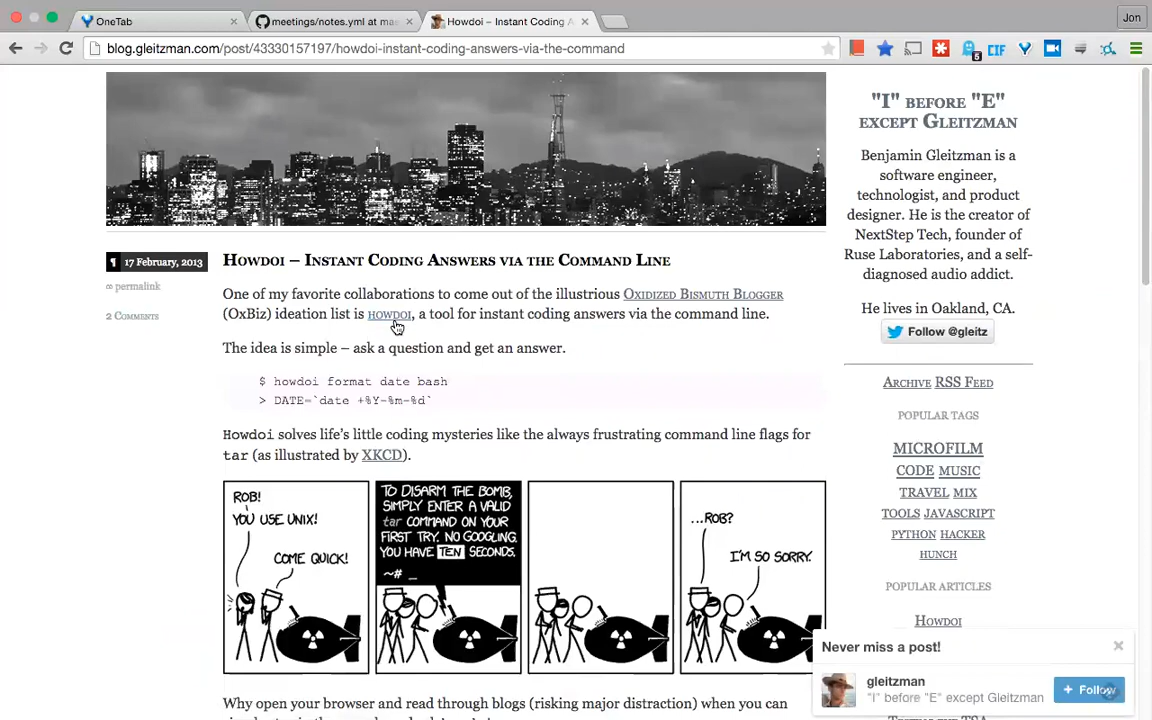 OneTab
meetings/notes.yml at mas
Howdoi – Instant Coding A
Jon
blog.gleitzman.com/post/43330157197/howdoi-instant-coding-answers-via-the-command
5
CIF
17 February, 2013
∞ permalink
2 Comments
Howdoi – Instant Coding Answers via the Command Line
One of my favorite collaborations to come out of the illustrious Oxidized Bismuth Blogger
(OxBiz) ideation list is howdoi, a tool for instant coding answers via the command line.
The idea is simple – ask a question and get an answer.
$ howdoi format date bash
> DATE=`date +%Y-%m-%d`
Howdoi solves life's little coding mysteries like the always frustrating command line flags for
tar (as illustrated by XKCD).
ROB!
YOU USE UNIX!
COME QUICK!
TO DISARM THE BOMB,
SIMPLY ENTER A VALID
tar COMMAND ON YOUR
FIRST TRY. NO GOOGLING.
YOU HAVE TEN SECONDS.
~# _
...ROB?
I'M SO SORRY.
Why open your browser and read through blogs (risking major distraction) when you can
"I" before "E"
except Gleitzman
Benjamin Gleitzman is a
software engineer,
technologist, and product
designer. He is the creator of
NextStep Tech, founder of
Ruse Laboratories, and a self-
diagnosed audio addict.
He lives in Oakland, CA.
Follow @gleitz
Archive RSS Feed
POPULAR TAGS
MICROFILM
CODE MUSIC
TRAVEL MIX
TOOLS JAVASCRIPT
PYTHON HACKER
HUNCH
POPULAR ARTICLES
Howdoi
Never miss a post!
gleitzman
"I" before "E" except Gleitzman
+ Follow